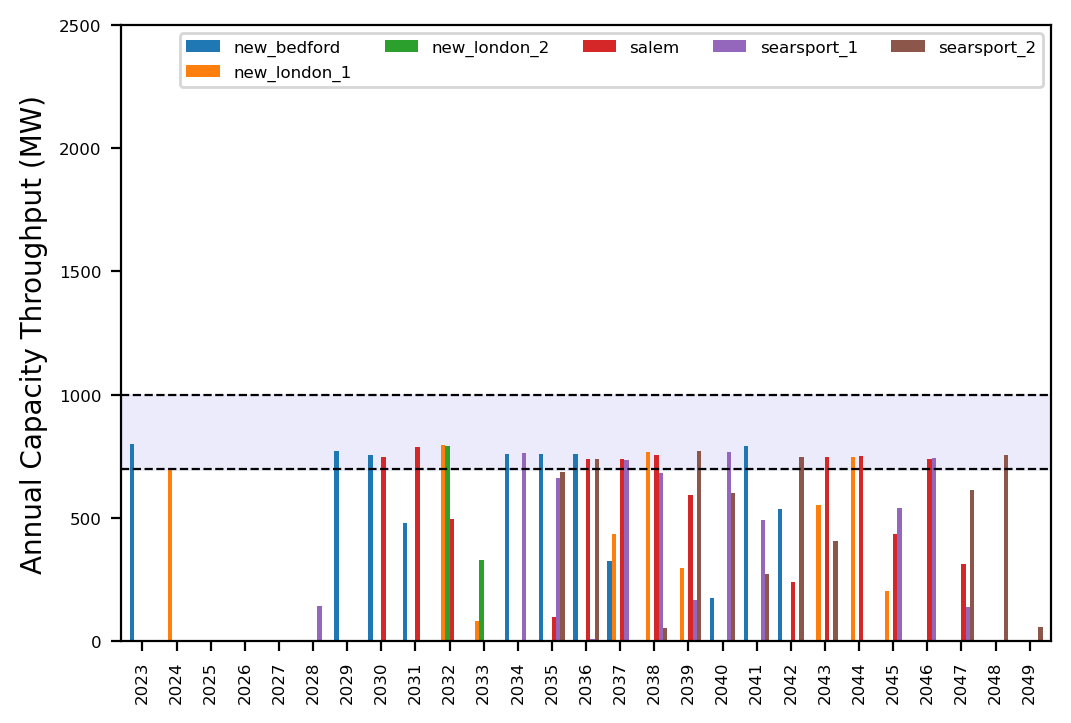 2500
new_bedford new_london_2 salem searsport_1 searsport_2
new_london_1
2000
1500
1000
500
0
Annual Capacity Throughput (MW)
2023 2024 2025 2026 2027 2028 2029 2030 2031 2032 2033 2034 2035 2036 2037 2038 2039 2040 2041 2042 2043 2044 2045 2046 2047 2048 2049